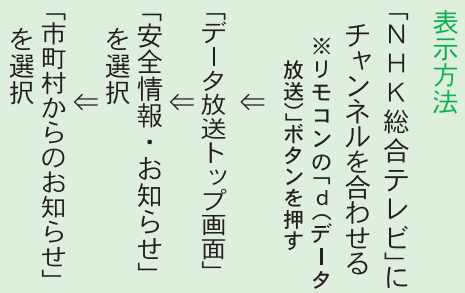 表示方法
「ＮＨＫ総合テレビ」に
チャンネルを合わせる
※リモコンの「ｄ（データ
放送）」ボタンを押す
⇐
「データ放送トップ画面」
⇐
「安全情報・お知らせ」
を選択
⇐
「市町村からのお知らせ」
を選択